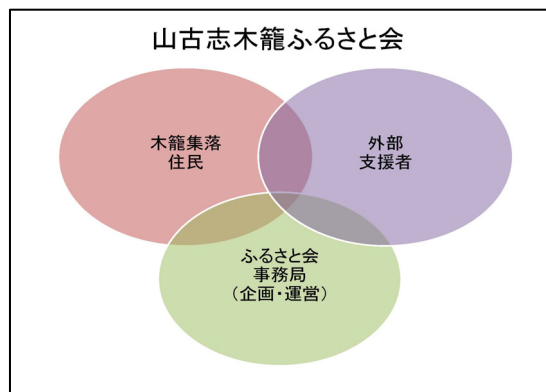 山古志木籠ふるさと会
木籠集落
住民
外部
支援者
ふるさと会
事務局
(企画・運営)